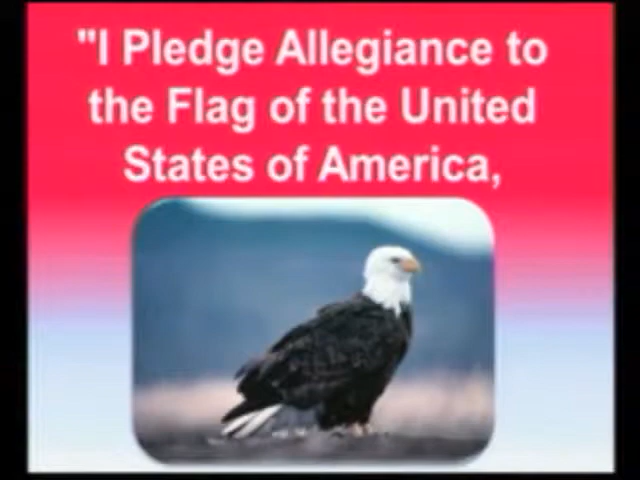 "I Pledge Allegiance to
the Flag of the United
States of America,